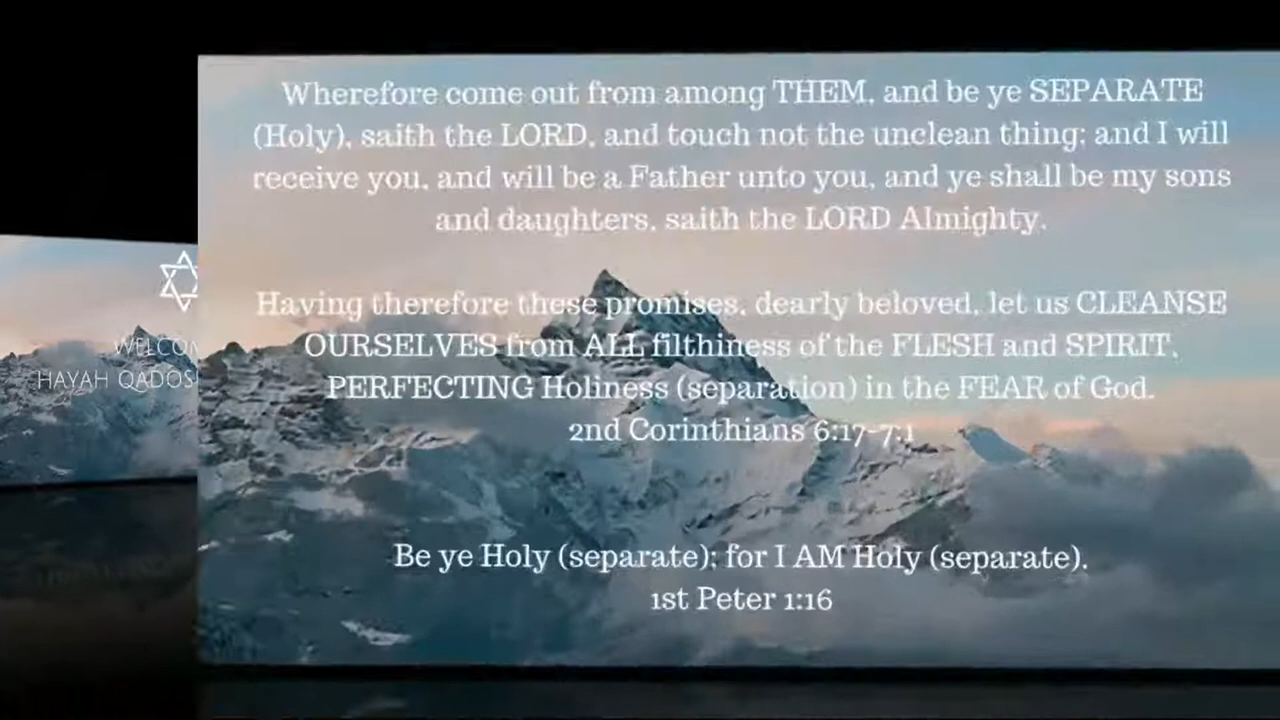 Wherefore come out from among THEM, and be ye SEPARATE
(Holy), saith the LORD, and touch not the unclean thing; and I will
receive you, and will be a Father unto you, and ye shall be my sons
and daughters, saith the LORD Almighty.
Having therefore these promises, dearly beloved, let us CLEANSE
OURSELVES from ALL filthiness of the FLESH and SPIRIT,
PERFECTING Holiness (separation) in the FEAR of God.
2nd Corinthians 6:17-7:1
Be ye Holy (separate); for I AM Holy (separate).
1st Peter 1:16
HAYAH